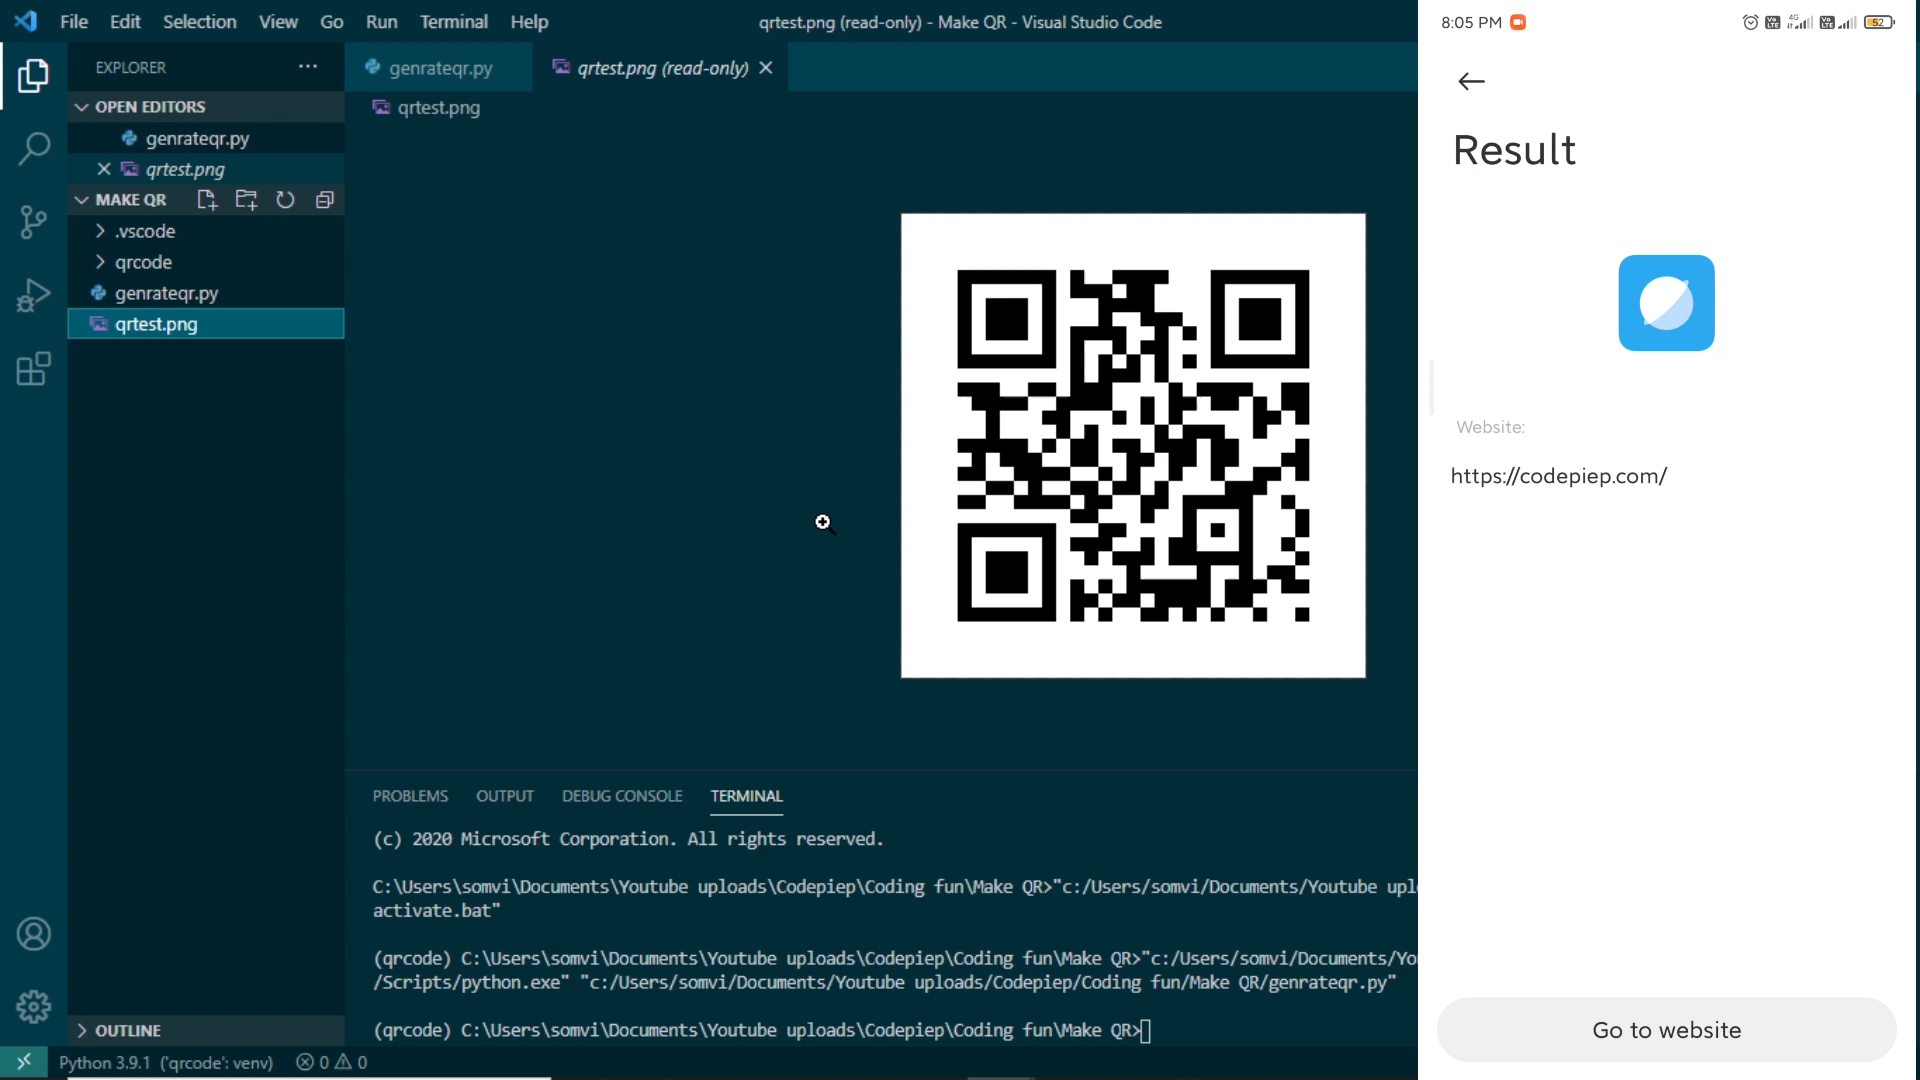 File Edit Selection View Go Run Terminal Help
qrtest.png (read-only) - Make QR - Visual Studio Code
EXPLORER
OPEN EDITORS
genrateqr.py
qrtest.png
MAKE QR
.vscode
qrcode
genrateqr.py
qrtest.png
OUTLINE
genrateqr.py
qrtest.png (read-only)
qrtest.png
PROBLEMS OUTPUT DEBUG CONSOLE TERMINAL
(c) 2020 Microsoft Corporation. All rights reserved.
C:\Users\somvi\Documents\Youtube uploads\Codepiep\Coding fun\Make QR>"c:/Users/somvi/Documents/Youtube upl
activate.bat"
(qrcode) C:\Users\somvi\Documents\Youtube uploads\Codepiep\Coding fun\Make QR>"c:/Users/somvi/Documents/Yo
/Scripts/python.exe" "c:/Users/somvi/Documents/Youtube uploads/Codepiep/Coding fun/Make QR/genrateqr.py"
(qrcode) C:\Users\somvi\Documents\Youtube uploads\Codepiep\Coding fun\Make QR>
Python 3.9.1 ('qrcode': venv) 0 0
8:05 PM
4G
52
Result
Website:
https://codepiep.com/
Go to website